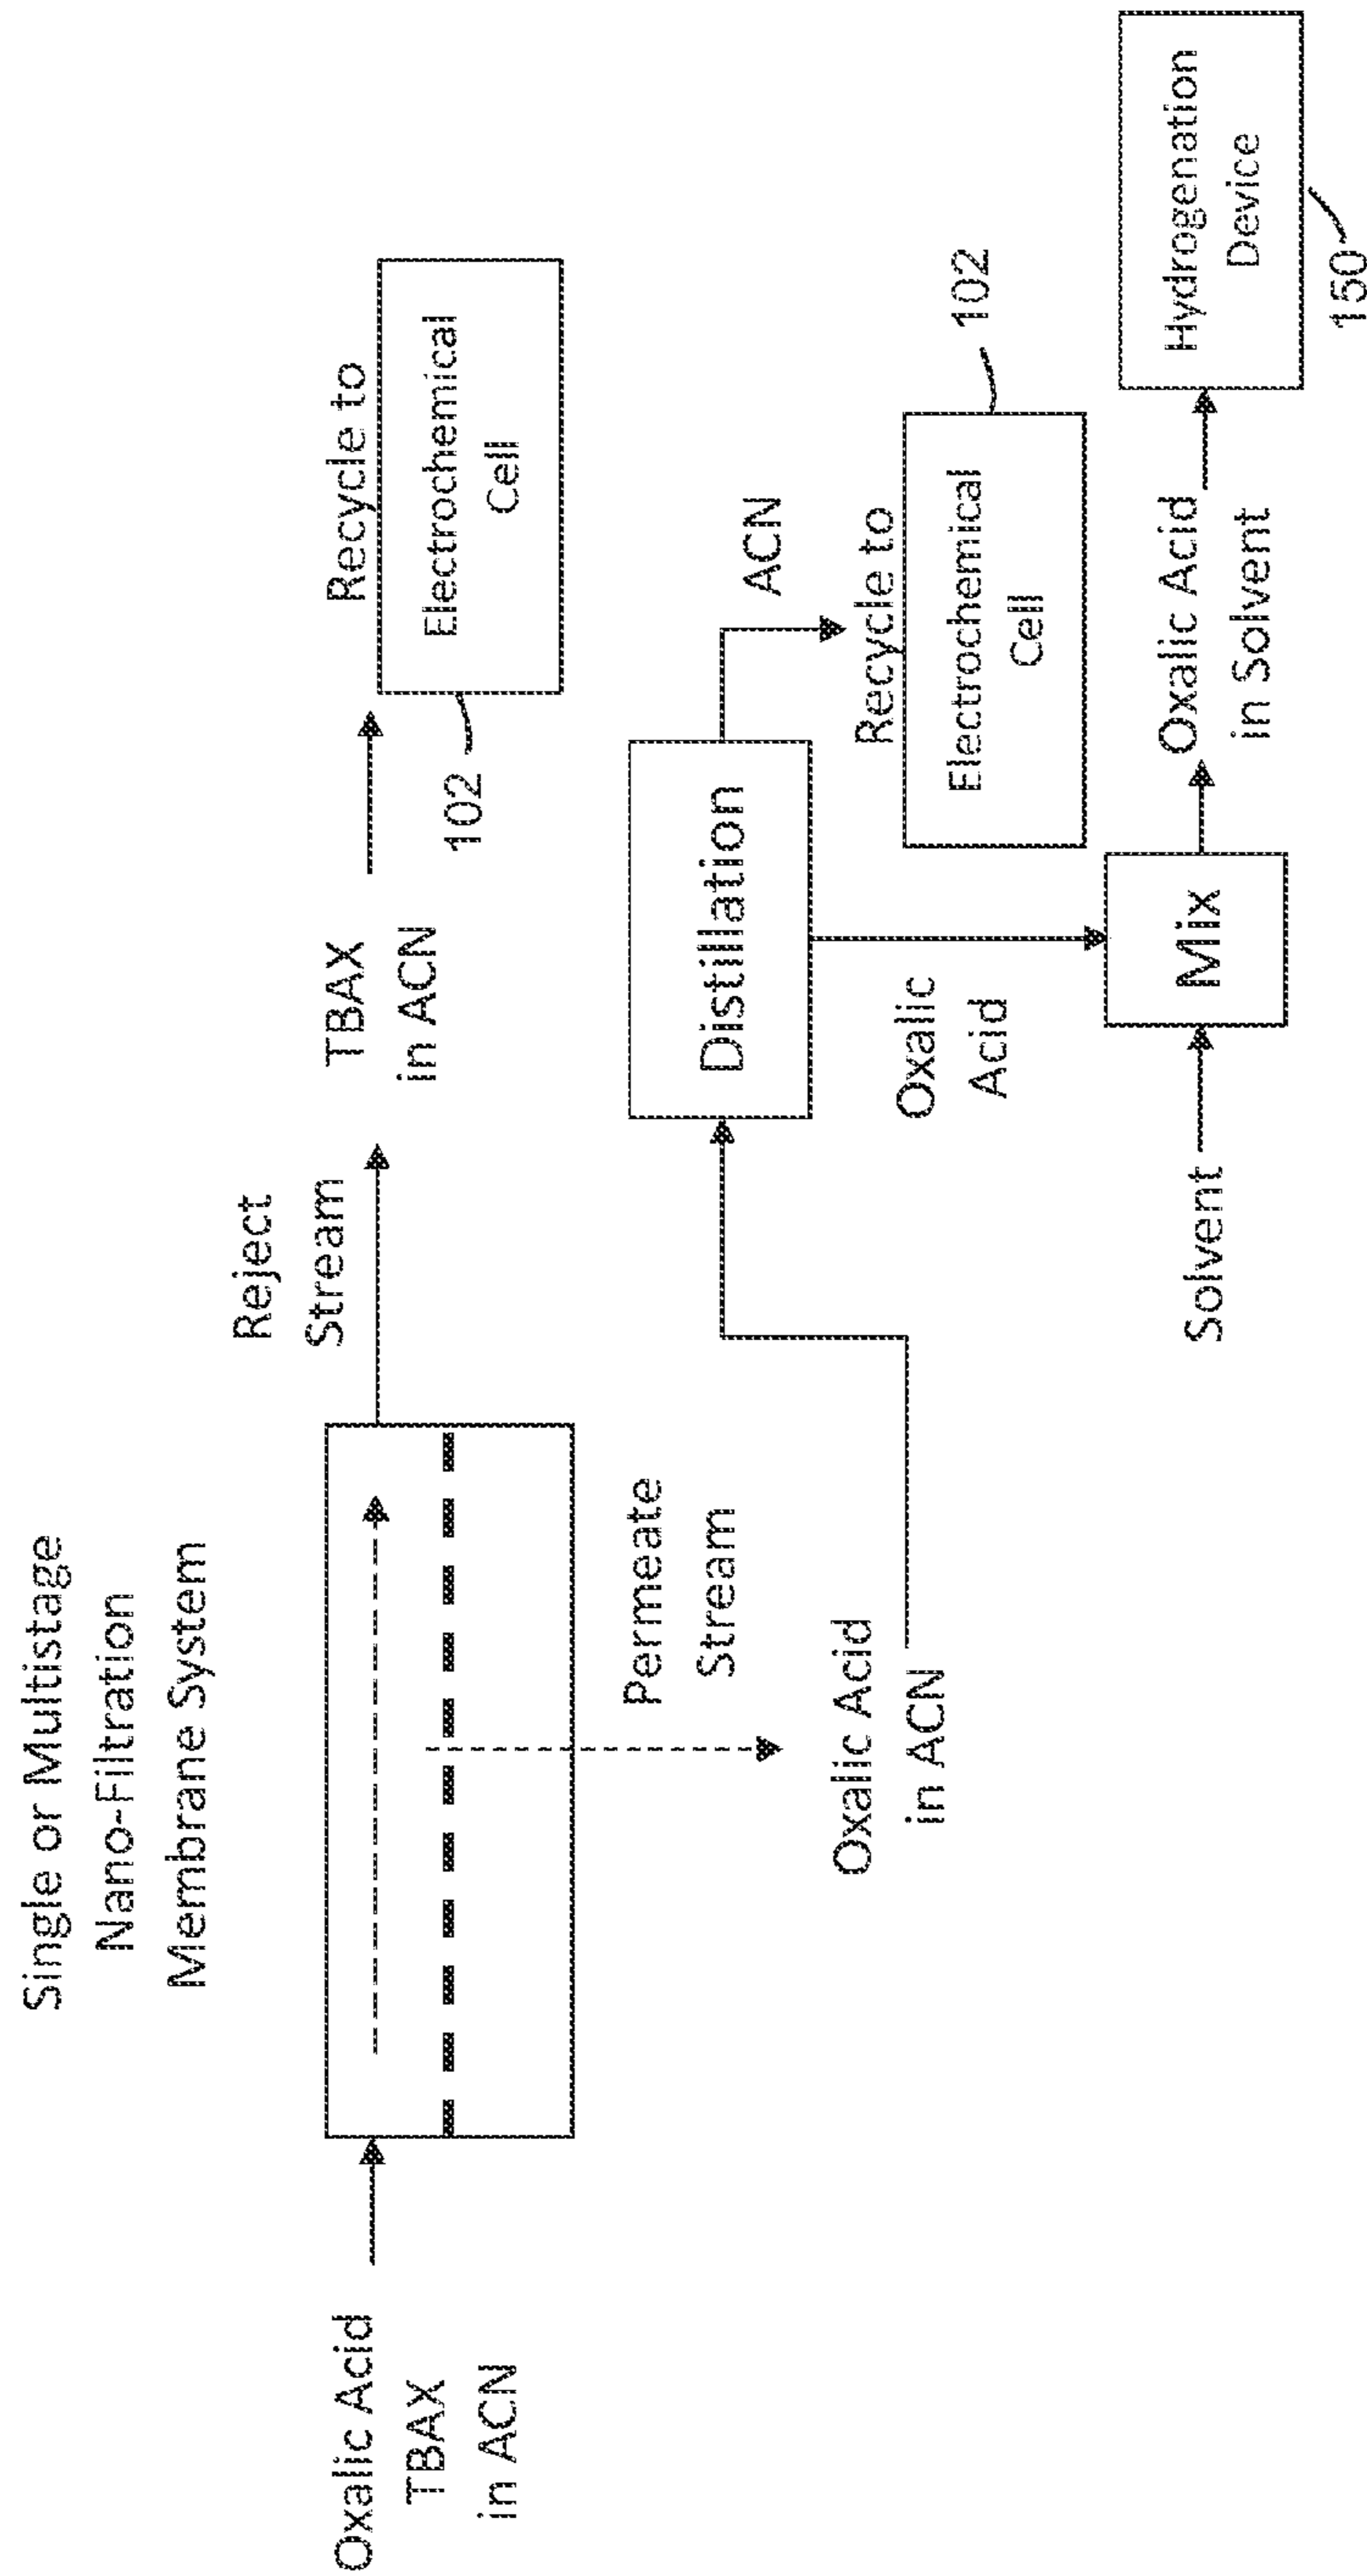 Single or Multistage
Nano-Filtration
Membrane System
Oxalic Acid
TBAX
in ACN
Reject
Stream
TBAX
in ACN
Recycle to
Electrochemical
Cell
102
Permeate
Stream
Oxalic Acid
in ACN
Distillation
ACN
Recycle to
Electrochemical
Cell
102
Oxalic
Acid
Solvent
Mix
Oxalic Acid
in Solvent
Hydrogenation
Device
150